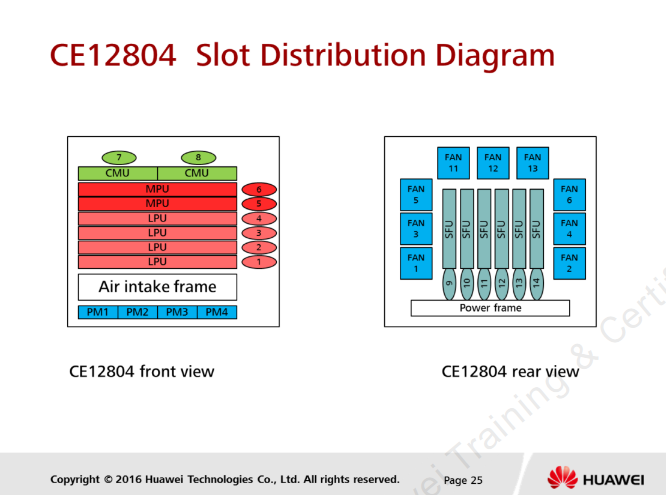 CE12804 Slot Distribution Diagram
7 8
CMU CMU
MPU 6
MPU 5
LPU 4
LPU 3
LPU 2
LPU 1
Air intake frame
PM1 PM2 PM3 PM4
CE12804 front view
FAN 11 FAN 12 FAN 13
FAN 5 FAN 6
FAN 3 FAN 4
FAN 1 FAN 2
SFU SFU SFU SFU SFU SFU
9 10 11 12 13 14
Power frame
CE12804 rear view
Training & Certif
Copyright © 2016 Huawei Technologies Co., Ltd. All rights reserved.
Page 25
HUAWEI